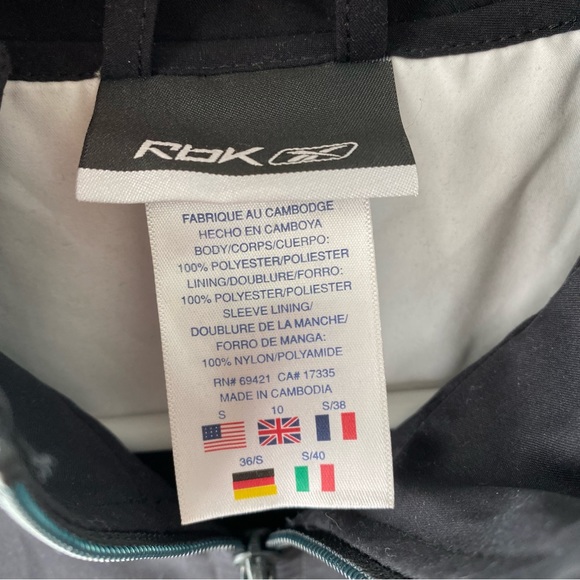 Rbk
FABRIQUE AU CAMBODGE
HECHO EN CAMBOYA
BODY/CORPS/CUERPO:
100% POLYESTER/POLIESTER
LINING/DOUBLURE/FORRO:
100% POLYESTER/POLIESTER
SLEEVE LINING/
DOUBLURE DE LA MANCHE/
FORRO DE MANGA:
100% NYLON/POLYAMIDE
RN# 69421 CA# 17335
MADE IN CAMBODIA
S 10 S/38
36/S S/40